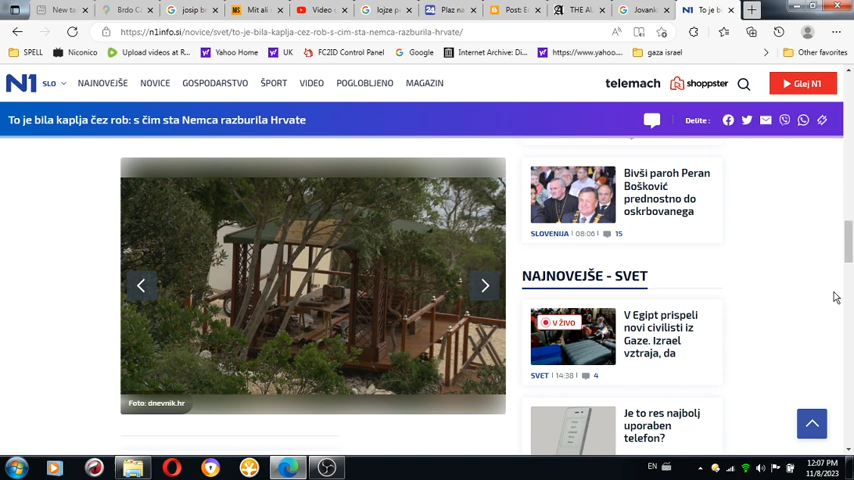 New ta
Brdo C
josip b
Mit ali
Video
lojze p
Plaz na
Post: E
THE AL
Jovank
To je b
https://n1info.si/novice/svet/to-je-bila-kaplja-cez-rob-s-cim-sta-nemca-razburila-hrvate/
SPELL
Niconico
Upload videos at R...
Yahoo Home
UK
FC2ID Control Panel
Google
Internet Archive: Di...
https://www.yahoo....
gaza israel
Other favorites
N1 SLO
NAJNOVEJŠE NOVICE GOSPODARSTVO ŠPORT VIDEO POGLOBLJENO MAGAZIN
telemach
shoppster
Glej N1
To je bila kaplja čez rob: s čim sta Nemca razburila Hrvate
Delite :
Foto: dnevnik.hr
Bivši paroh Peran
Bošković
prednostno do
oskrbovanega
SLOVENIJA | 08:06 | 15
NAJNOVEJŠE - SVET
V ŽIVO
V Egipt prispeli
novi civilisti iz
Gaze. Izrael
vztraja, da
SVET | 14:38 | 4
Je to res najbolj
uporaben
telefon?
EN
12:07 PM
11/8/2023